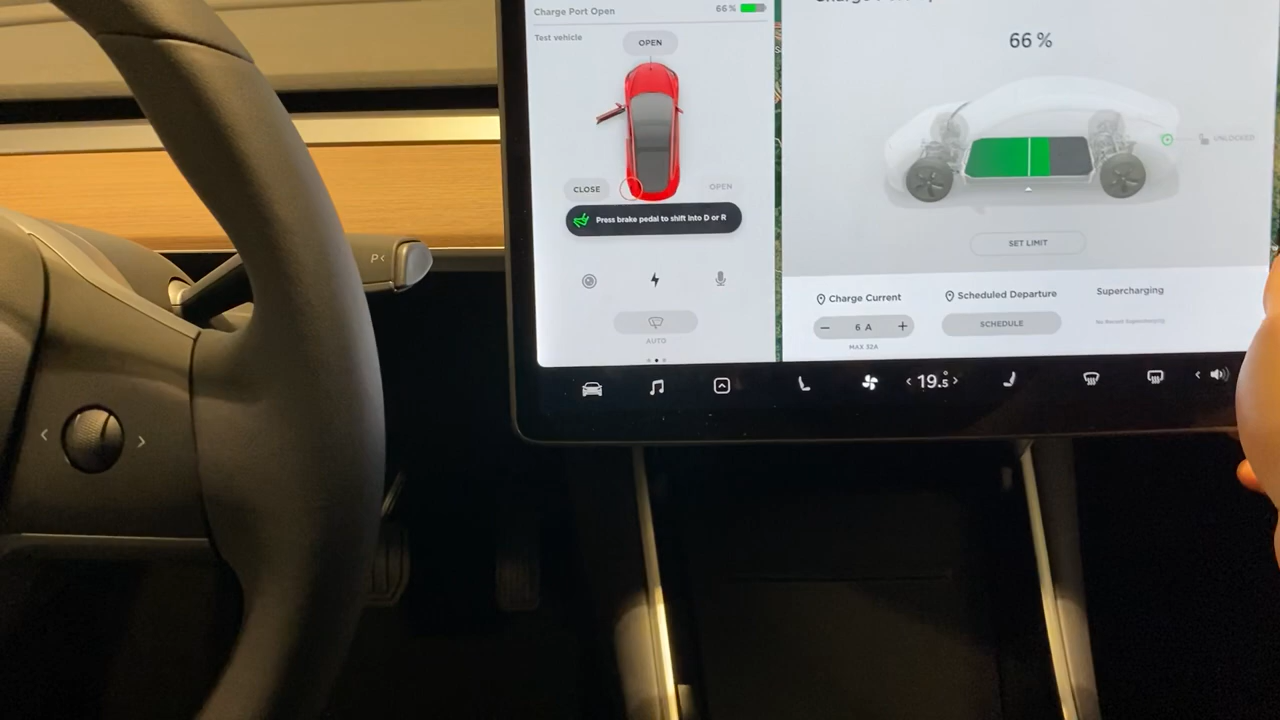 Charge Port Open
66 %
Test vehicle
OPEN
CLOSE
OPEN
Press brake pedal to shift into D or R
AUTO
66 %
UNLOCKED
SET LIMIT
Charge Current
Scheduled Departure
Supercharging
− 6 A +
SCHEDULE
MAX 32A
< 19.5° >
P<